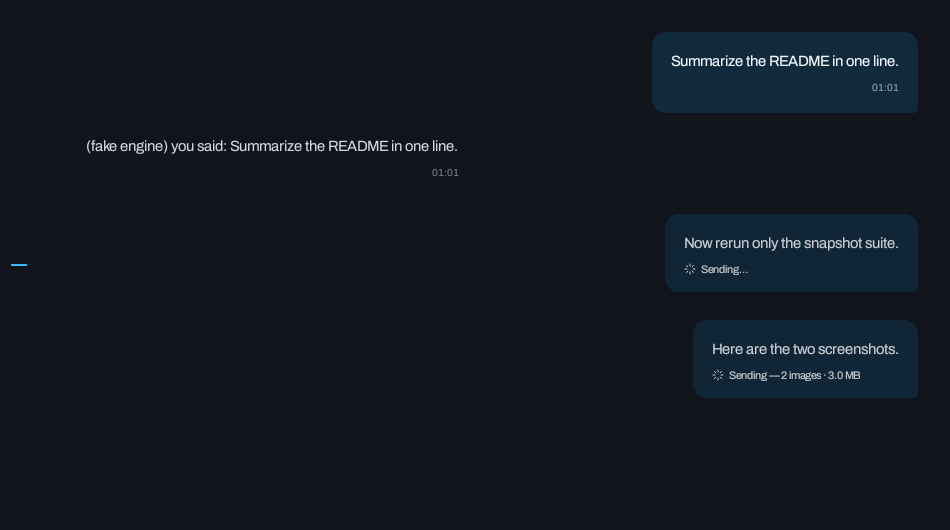 Summarize the README in one line.
01:01
(fake engine) you said: Summarize the README in one line.
01:01
Now rerun only the snapshot suite.
Sending…
Here are the two screenshots.
Sending — 2 images · 3.0 MB